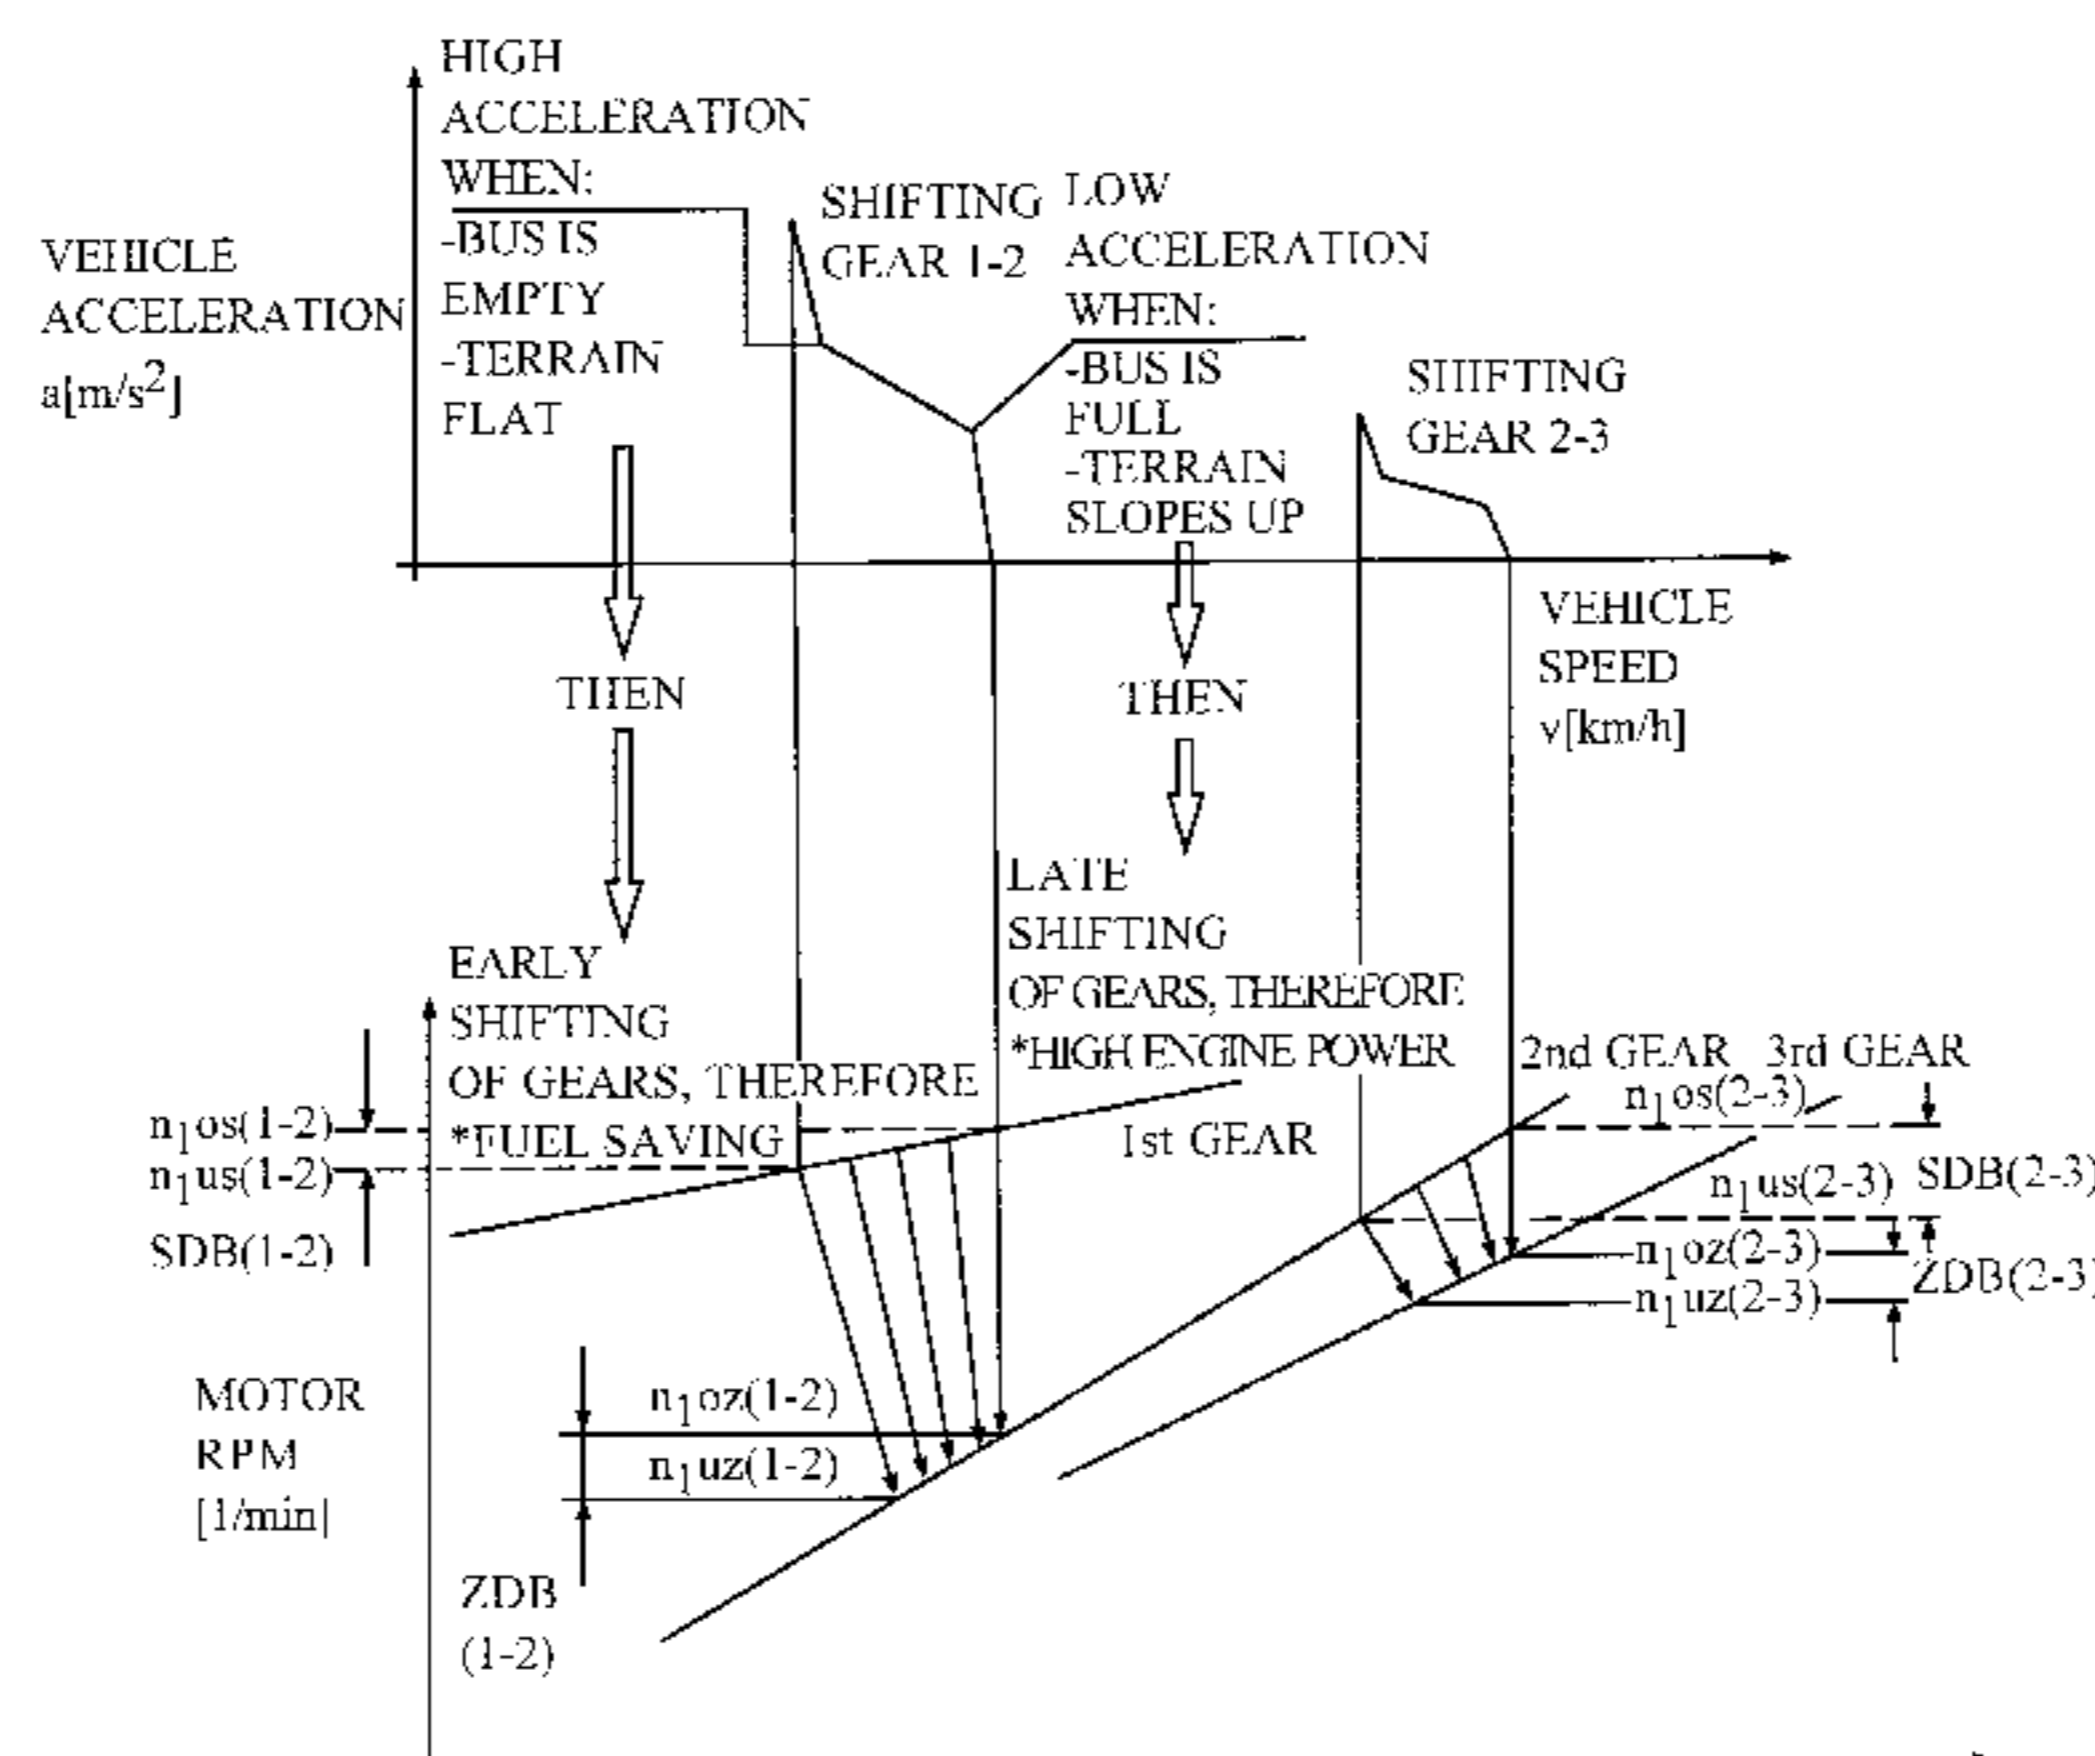 HIGH
ACCELERATION
WHEN:
-BUS IS
EMPTY
-TERRAIN
FLAT
VEHICLE
ACCELERATION
a[m/s²]
SHIFTING
GEAR 1-2
LOW
ACCELERATION
WHEN:
-BUS IS
FULL
-TERRAIN
SLOPES UP
SHIFTING
GEAR 2-3
VEHICLE
SPEED
v[km/h]
THEN
THEN
EARLY
SHIFTING
OF GEARS, THEREFORE
*FUEL SAVING
LATE
SHIFTING
OF GEARS, THEREFORE
*HIGH ENGINE POWER
1st GEAR
2nd GEAR
3rd GEAR
n₁os(1-2)
n₁us(1-2)
SDB(1-2)
n₁os(2-3)
n₁us(2-3)
SDB(2-3)
n₁oz(2-3)
n₁uz(2-3)
ZDB(2-3)
MOTOR
RPM
[1/min]
n₁oz(1-2)
n₁uz(1-2)
ZDB
(1-2)